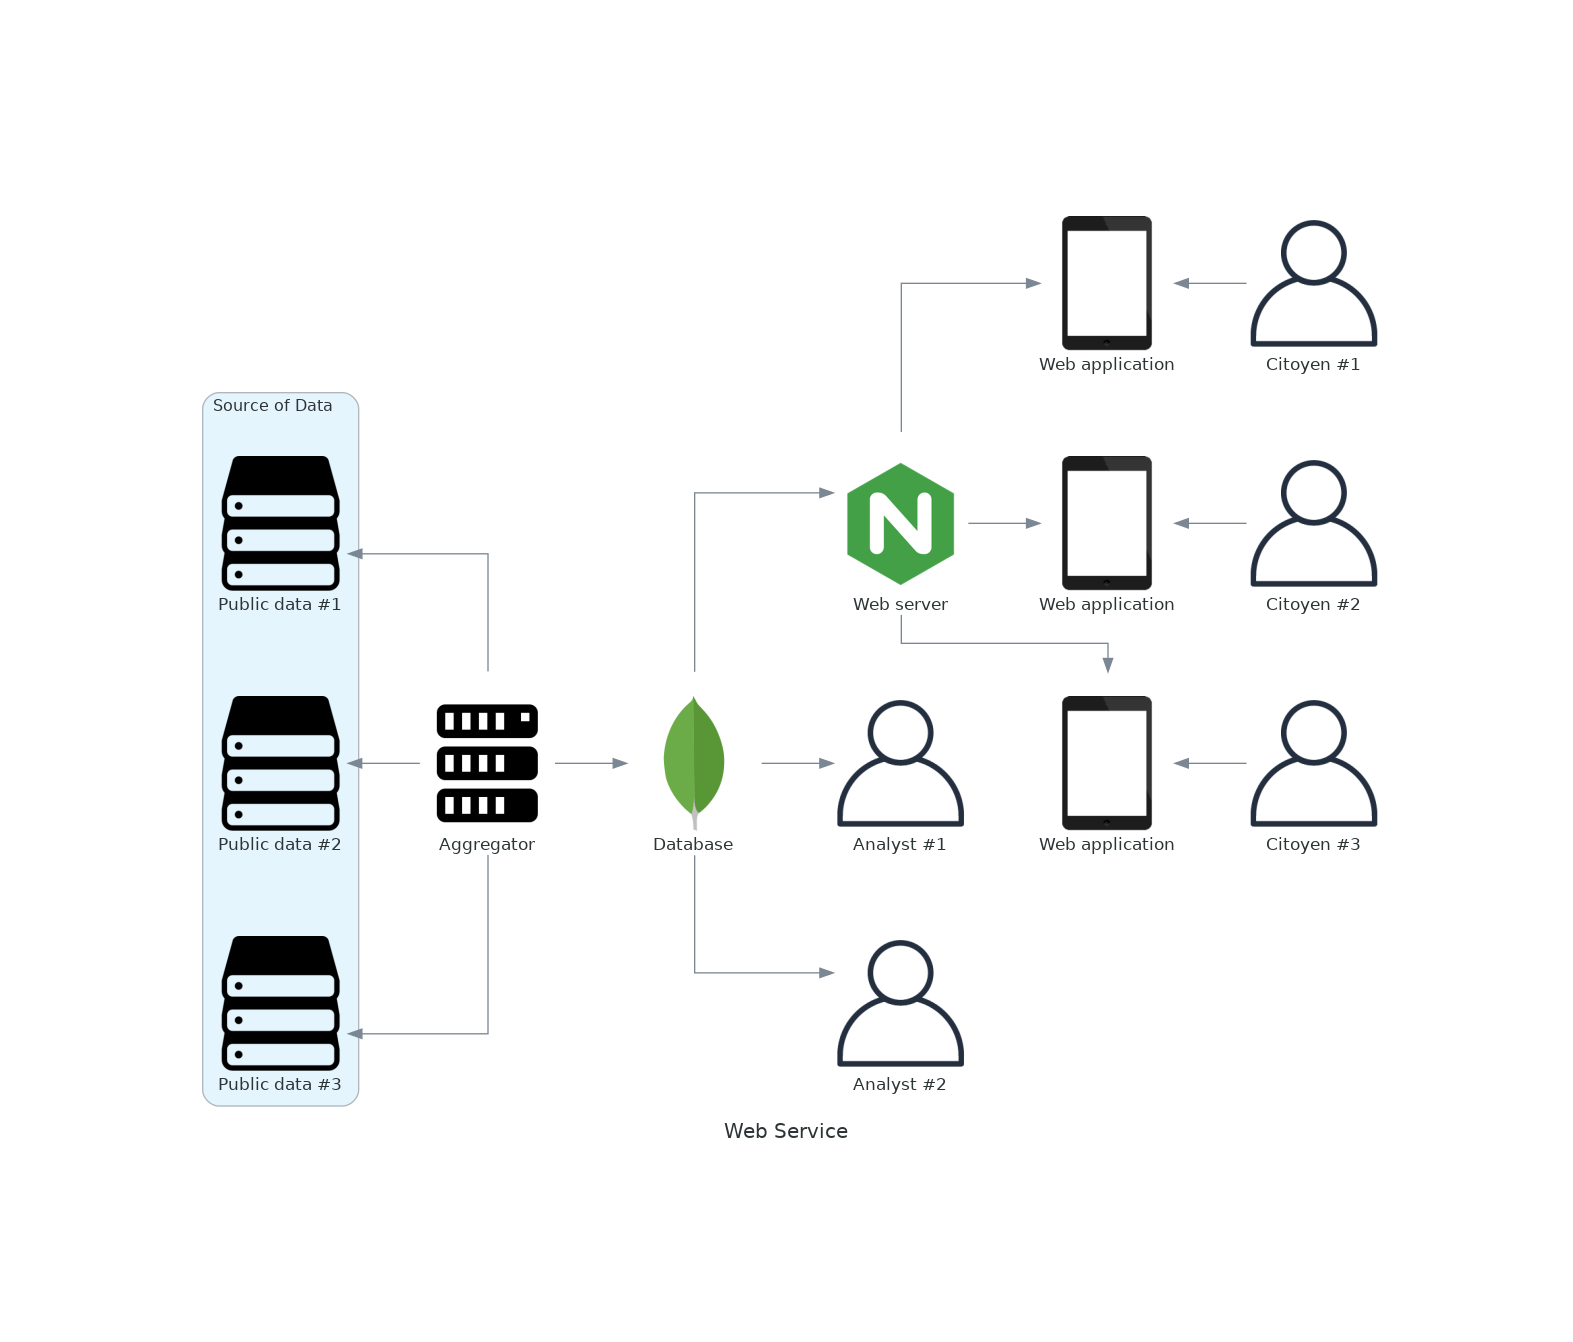 Web application
Citoyen #1
Source of Data
Public data #1
Web server
Web application
Citoyen #2
Public data #2
Aggregator
Database
Analyst #1
Web application
Citoyen #3
Public data #3
Analyst #2
Web Service